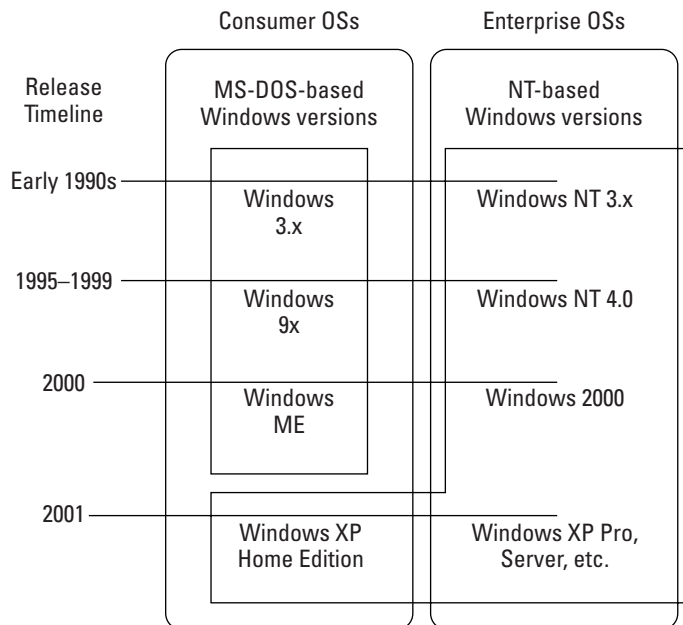 Consumer OSs
Enterprise OSs
Release
Timeline
MS-DOS-based
Windows versions
NT-based
Windows versions
Early 1990s
Windows
3.x
Windows NT 3.x
1995–1999
Windows
9x
Windows NT 4.0
2000
Windows
ME
Windows 2000
2001
Windows XP
Home Edition
Windows XP Pro,
Server, etc.